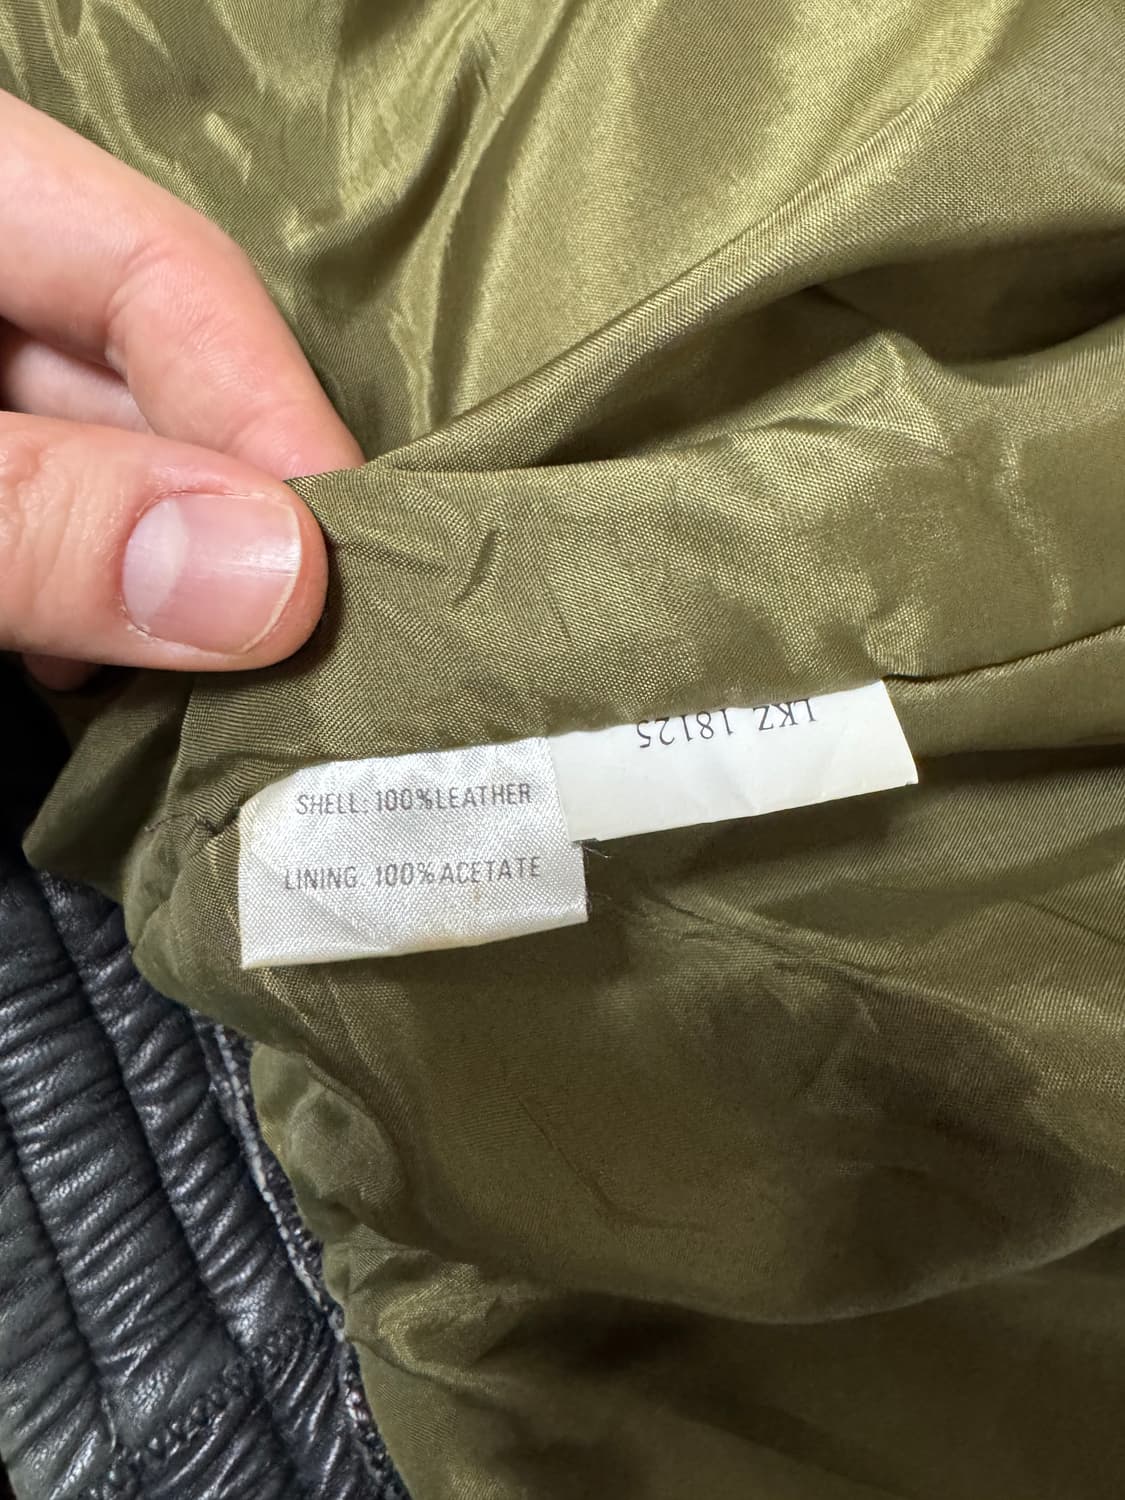 LKZ 18125
SHELL: 100%LEATHER
LINING. 100%ACETATE